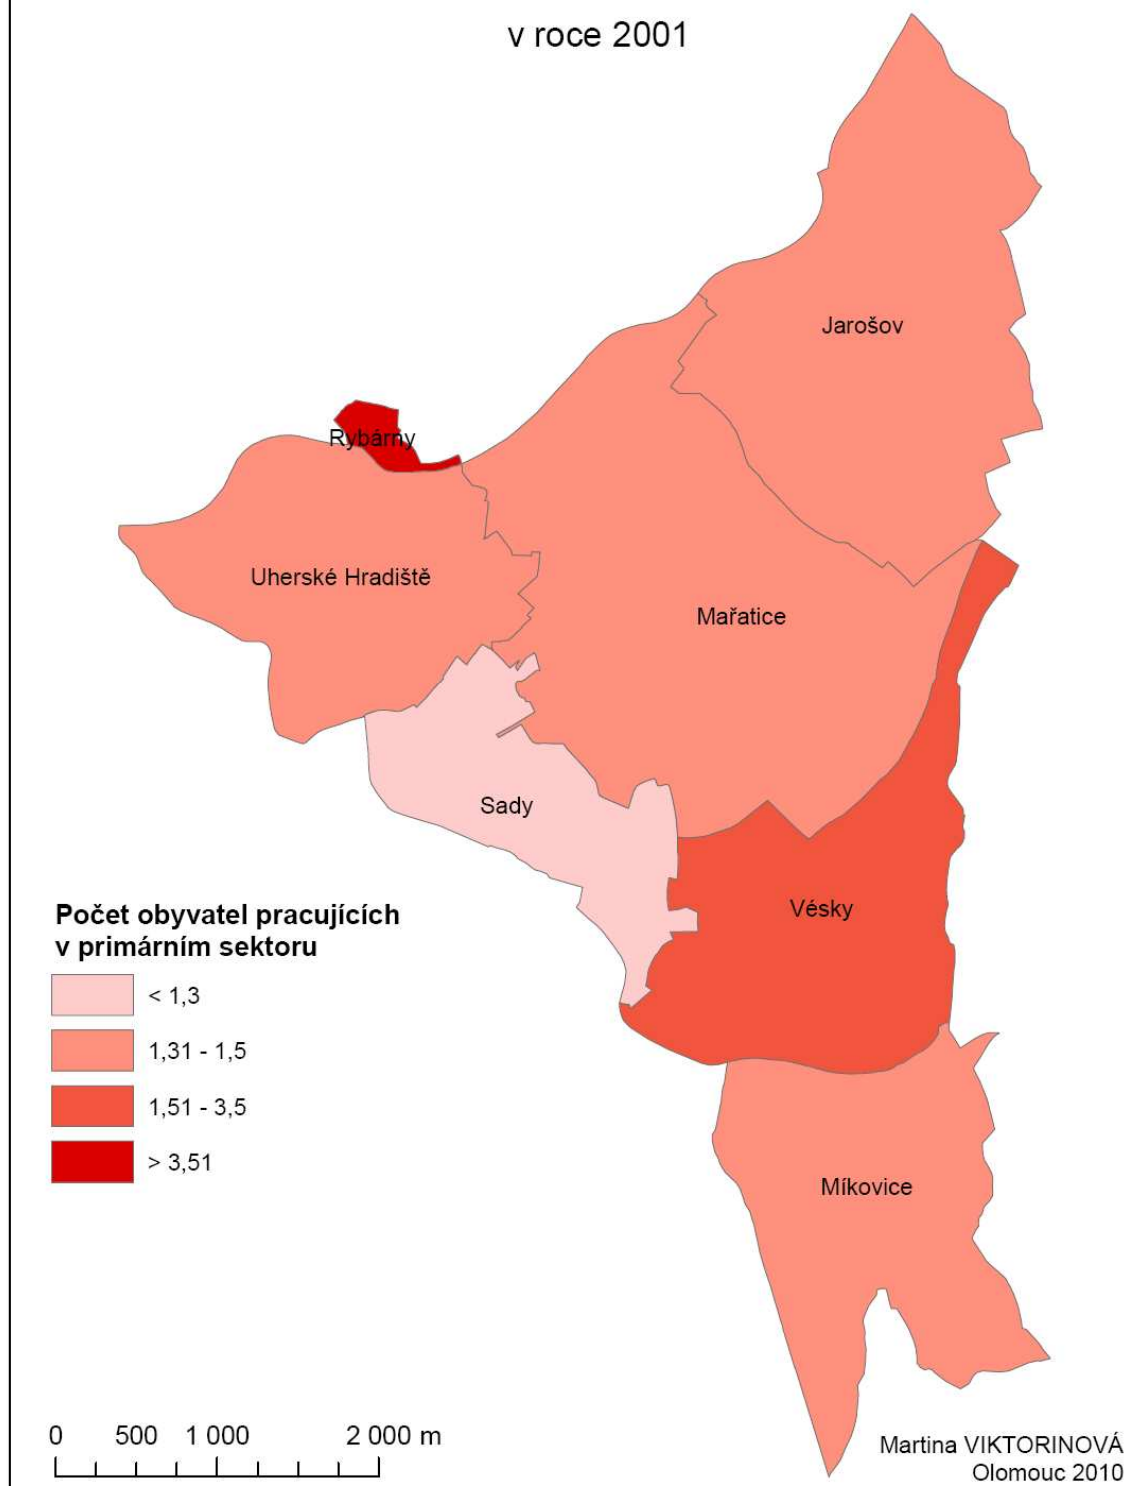 v roce 2001
Jarošov
Rybárny
Uherské Hradiště
Mařatice
Sady
Vésky
Počet obyvatel pracujících
v primárním sektoru
< 1,3
1,31 - 1,5
1,51 - 3,5
> 3,51
Míkovice
0 500 1 000 2 000 m
Martina VIKTORINOVÁ
Olomouc 2010